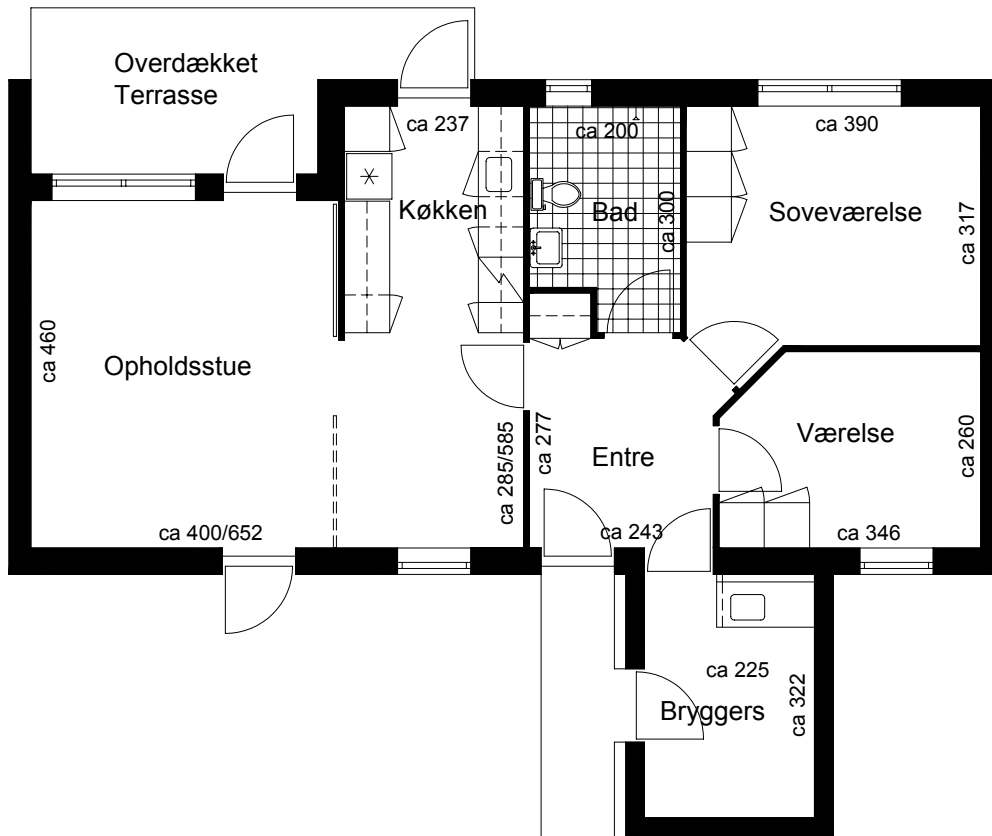 Overdækket
Terrasse
ca 237
ca 200
ca 390
Køkken
Bad
ca 300
Soveværelse
ca 317
ca 460
Opholdsstue
ca 285/585
ca 277
Entre
Værelse
ca 260
ca 400/652
ca 243
ca 346
ca 225
Bryggers
ca 322